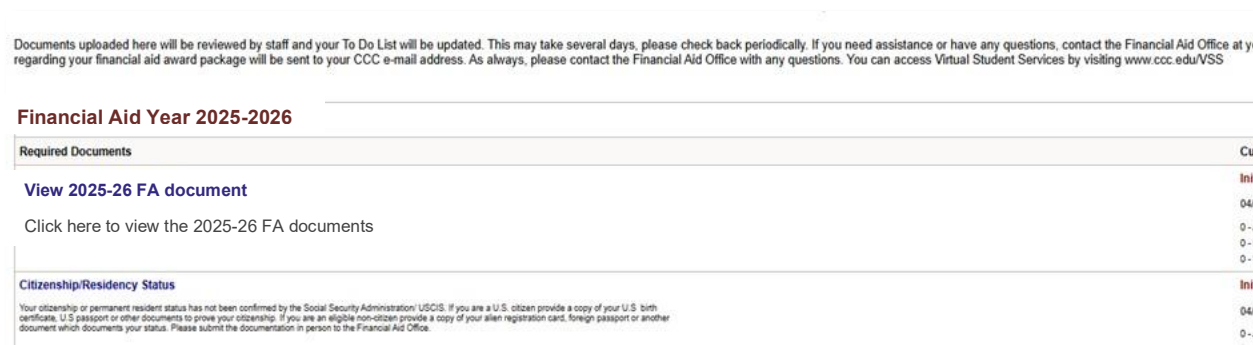 Documents uploaded here will be reviewed by staff and your To Do List will be updated. This may take several days, please check back periodically. If you need assistance or have any questions, contact the Financial Aid Office at
regarding your financial aid award package will be sent to your CCC e-mail address. As always, please contact the Financial Aid Office with any questions. You can access Virtual Student Services by visiting www.ccc.edu/VSS
Financial Aid Year 2025-2026
Required Documents
View 2025-26 FA document
Click here to view the 2025-26 FA documents
Citizenship/Residency Status
Your citizenship or permanent resident status has not been confirmed by the Social Security Administration/ USCIS. If you are a U.S. citizen provide a copy of your U.S. birth
certificate, U.S passport or other documents to prove your citizenship. If you are an eligible non-citizen provide a copy of your alien registration card, foreign passport or another
document which documents your status. Please submit the documentation in person to the Financial Aid Office.